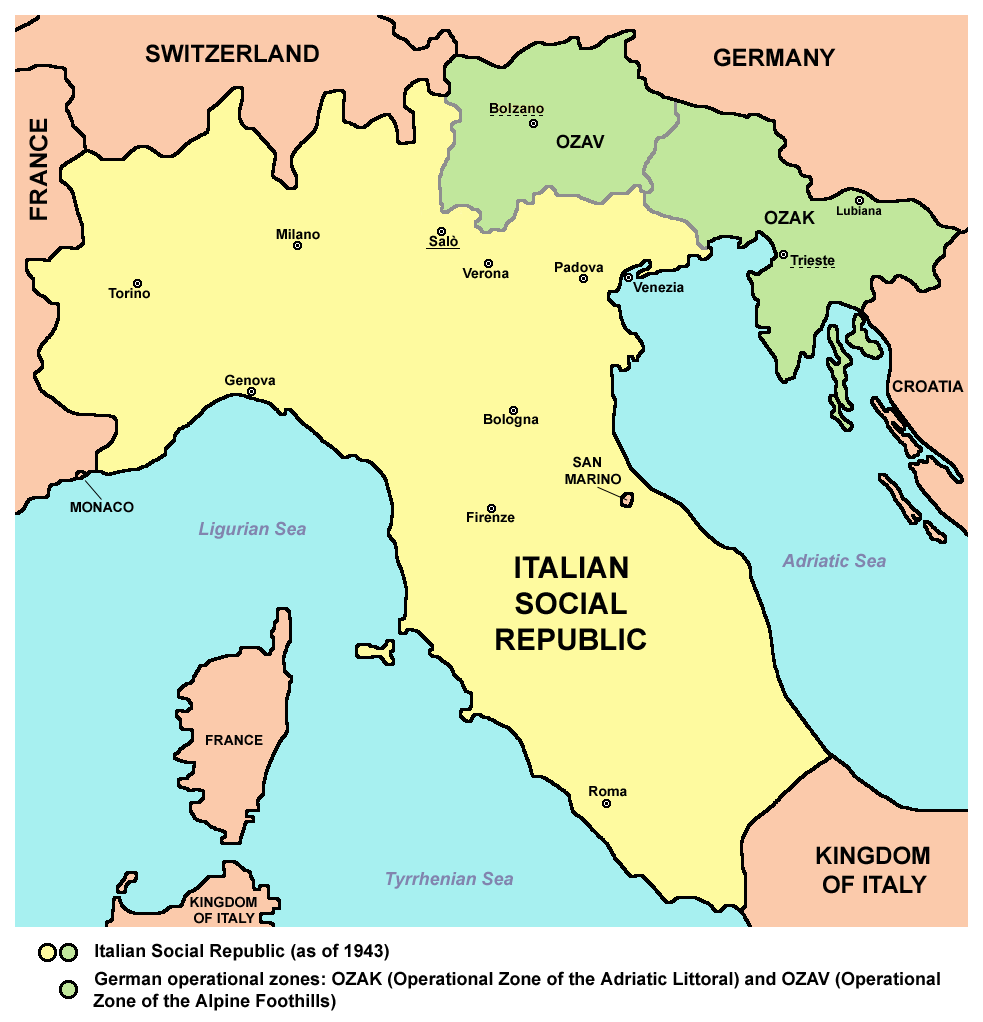 SWITZERLAND
GERMANY
FRANCE
Bolzano
OZAV
OZAK
Lubiana
Milano
Salò
Trieste
Verona
Padova
Venezia
Torino
Genova
CROATIA
Bologna
SAN
MARINO
MONACO
Firenze
Ligurian Sea
Adriatic Sea
ITALIAN
SOCIAL
REPUBLIC
FRANCE
Roma
KINGDOM
OF ITALY
Tyrrhenian Sea
KINGDOM
OF ITALY
Italian Social Republic (as of 1943)
German operational zones: OZAK (Operational Zone of the Adriatic Littoral) and OZAV (Operational
Zone of the Alpine Foothills)